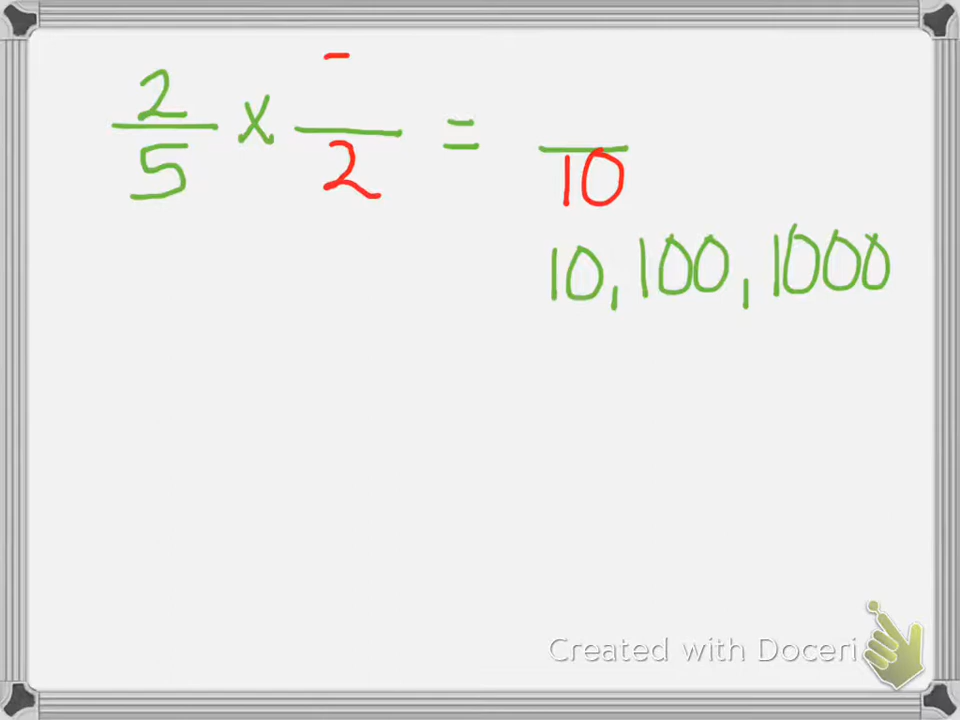 2/5 x -/2 = /10
10, 100, 1000
Created with Doceri